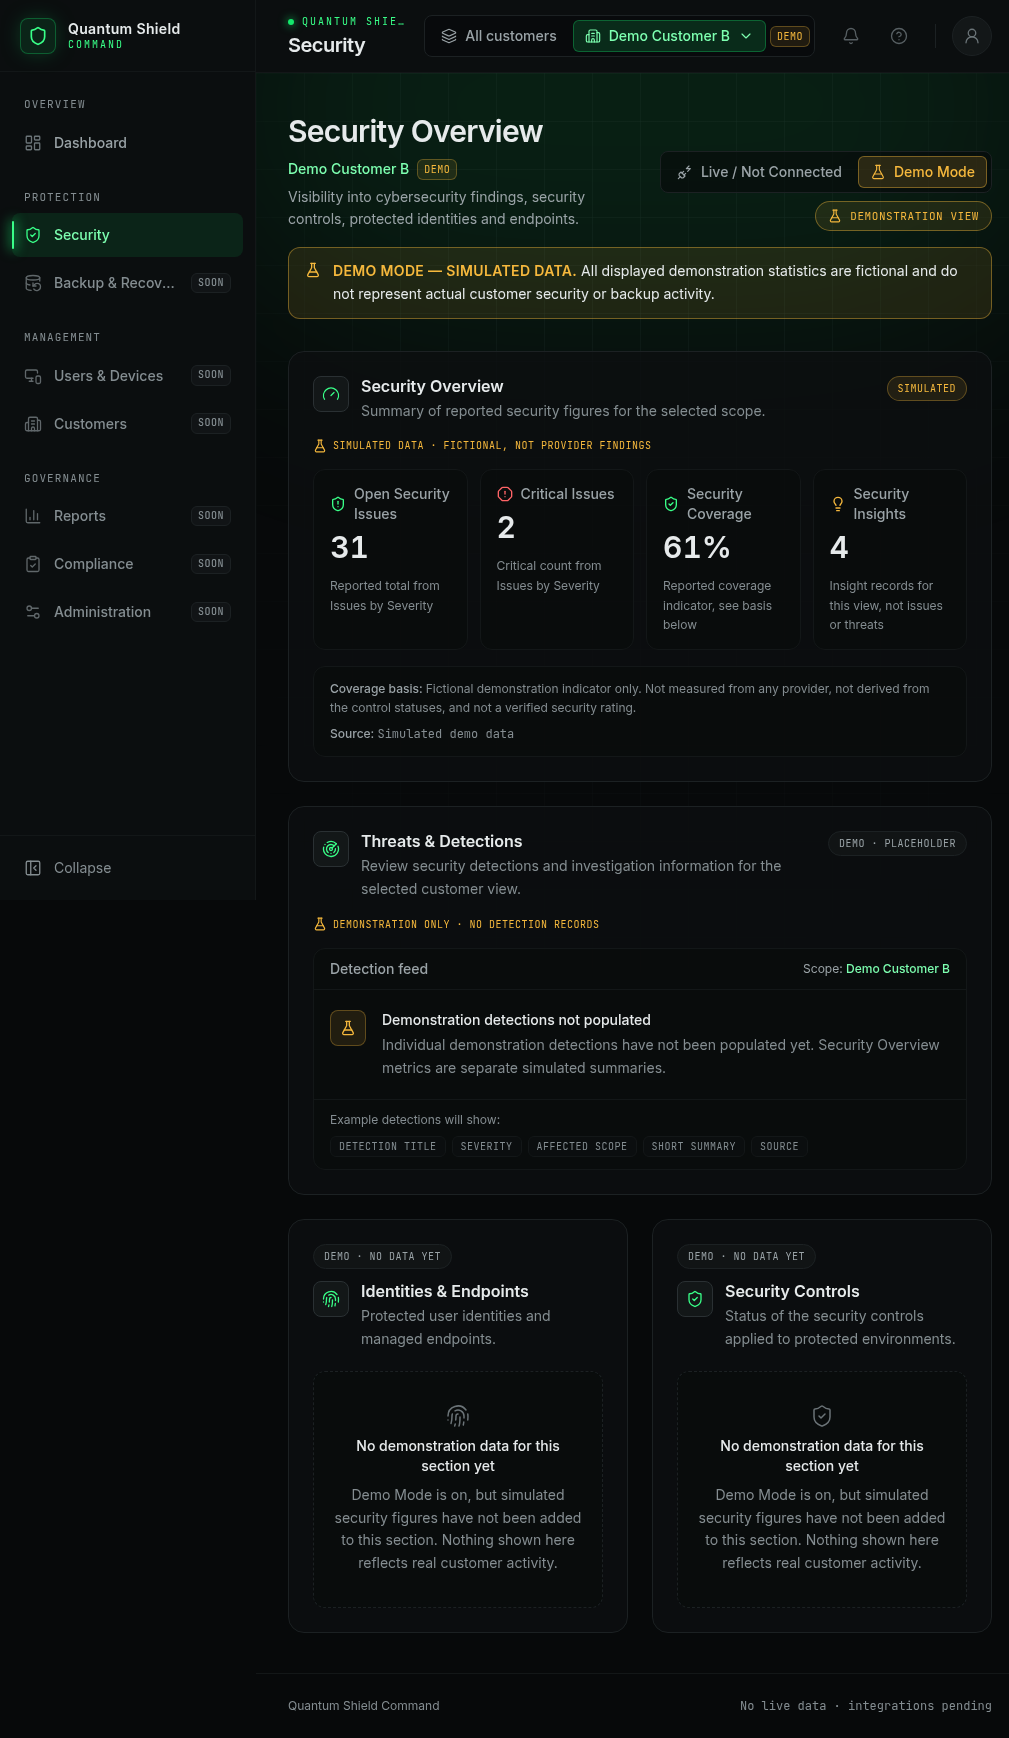 Quantum Shield
COMMAND
QUANTUM SHIE…
Security
All customers
Demo Customer B
DEMO
OVERVIEW
Dashboard
PROTECTION
Security
Backup & Recov…
SOON
MANAGEMENT
Users & Devices
SOON
Customers
SOON
GOVERNANCE
Reports
SOON
Compliance
SOON
Administration
SOON
Collapse
Security Overview
Demo Customer B
DEMO
Visibility into cybersecurity findings, security
controls, protected identities and endpoints.
Live / Not Connected
Demo Mode
DEMONSTRATION VIEW
DEMO MODE — SIMULATED DATA. All displayed demonstration statistics are fictional and do
not represent actual customer security or backup activity.
Security Overview
Summary of reported security figures for the selected scope.
SIMULATED
SIMULATED DATA · FICTIONAL, NOT PROVIDER FINDINGS
Open Security
Issues
31
Reported total from
Issues by Severity
Critical Issues
2
Critical count from
Issues by Severity
Security
Coverage
61%
Reported coverage
indicator, see basis
below
Security
Insights
4
Insight records for
this view, not issues
or threats
Coverage basis: Fictional demonstration indicator only. Not measured from any provider, not derived from
the control statuses, and not a verified security rating.
Source: Simulated demo data
Threats & Detections
Review security detections and investigation information for the
selected customer view.
DEMO · PLACEHOLDER
DEMONSTRATION ONLY · NO DETECTION RECORDS
Detection feed
Scope: Demo Customer B
Demonstration detections not populated
Individual demonstration detections have not been populated yet. Security Overview
metrics are separate simulated summaries.
Example detections will show:
DETECTION TITLE
SEVERITY
AFFECTED SCOPE
SHORT SUMMARY
SOURCE
DEMO · NO DATA YET
Identities & Endpoints
Protected user identities and
managed endpoints.
No demonstration data for this
section yet
Demo Mode is on, but simulated
security figures have not been added
to this section. Nothing shown here
reflects real customer activity.
DEMO · NO DATA YET
Security Controls
Status of the security controls
applied to protected environments.
No demonstration data for this
section yet
Demo Mode is on, but simulated
security figures have not been added
to this section. Nothing shown here
reflects real customer activity.
Quantum Shield Command
No live data · integrations pending